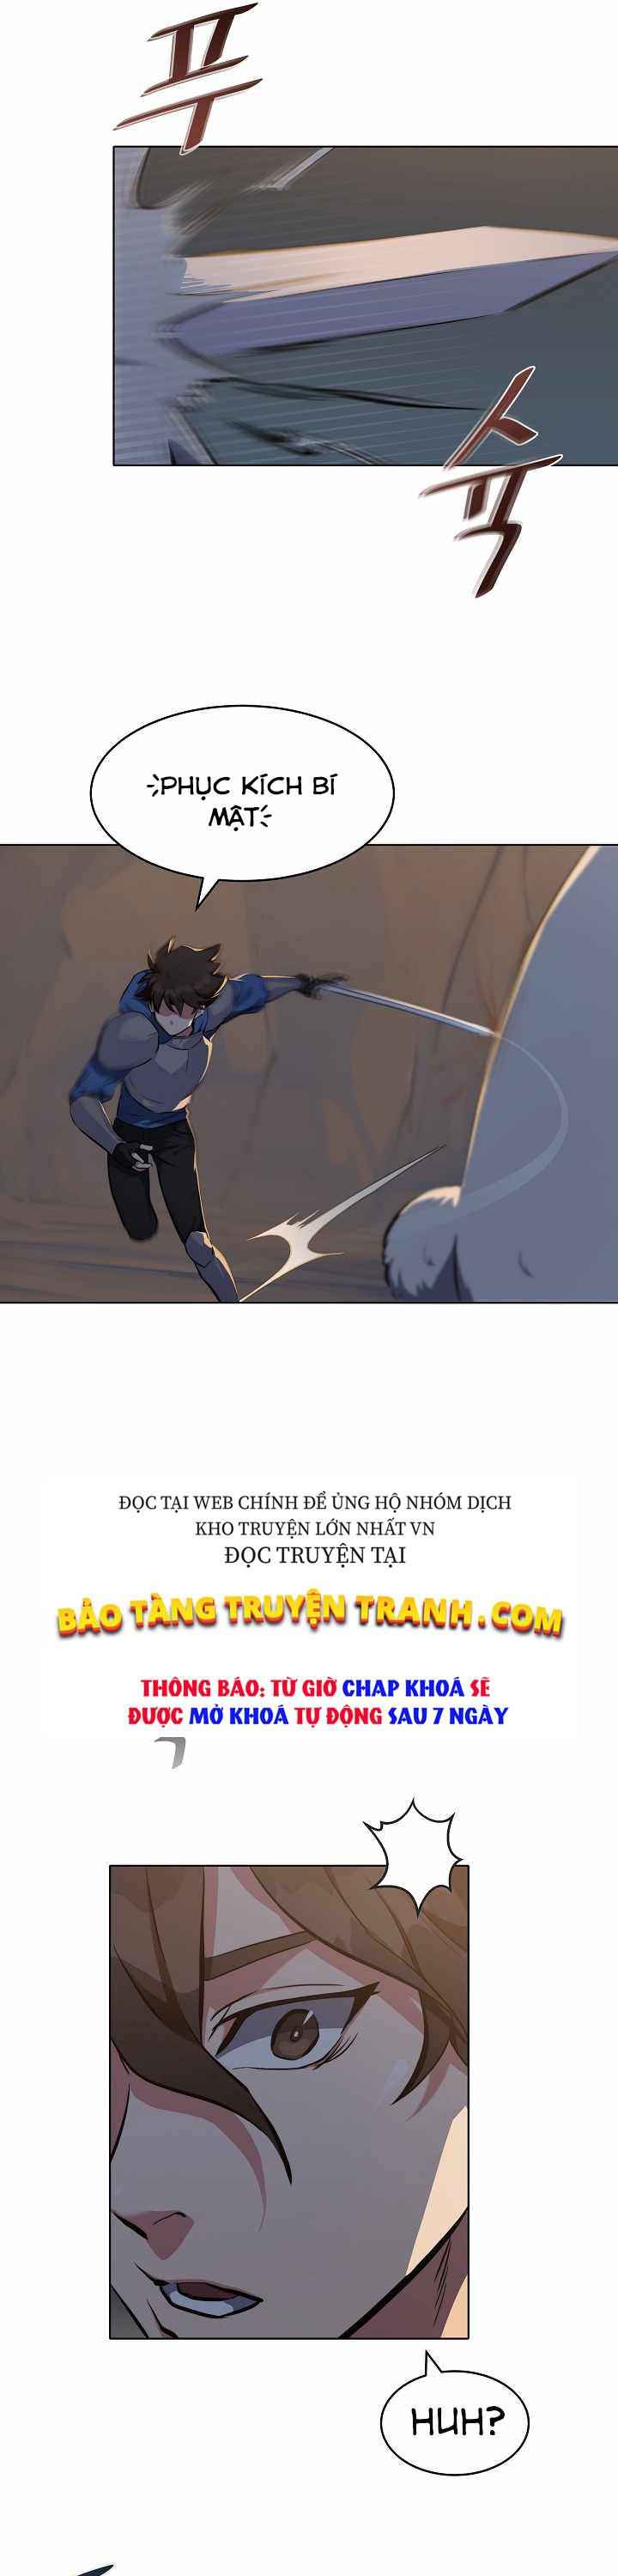 푸
슉
PHỤC KÍCH BÍ
MẬT
ĐỌC TẠI WEB CHÍNH ĐỂ ỦNG HỘ NHÓM DỊCH
KHO TRUYỆN LỚN NHẤT VN
ĐỌC TRUYỆN TẠI
BẢO TÀNG TRUYỆN TRANH.COM
THÔNG BÁO: TỪ GIỜ CHAP KHOÁ SẼ
ĐƯỢC MỞ KHOÁ TỰ ĐỘNG SAU 7 NGÀY
HUH?